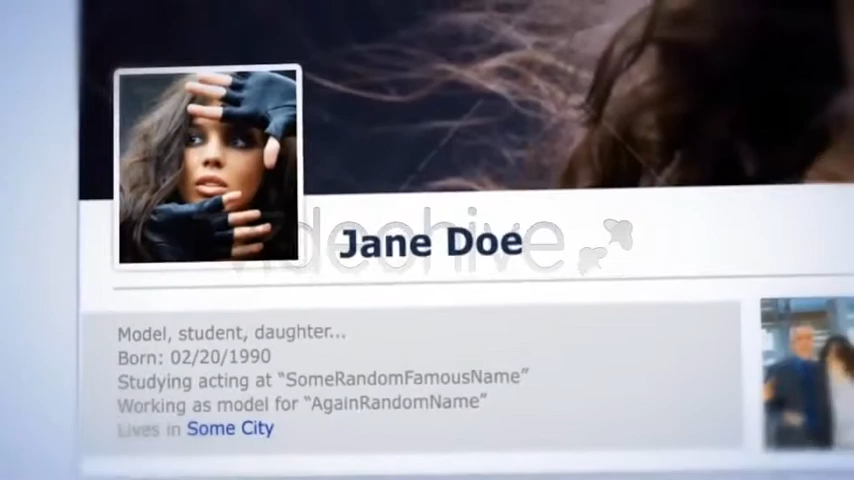 videohive
Jane Doe
Model, student, daughter...
Born: 02/20/1990
Studying acting at “SomeRandomFamousName”
Working as model for “AgainRandomName”
Lives in Some City